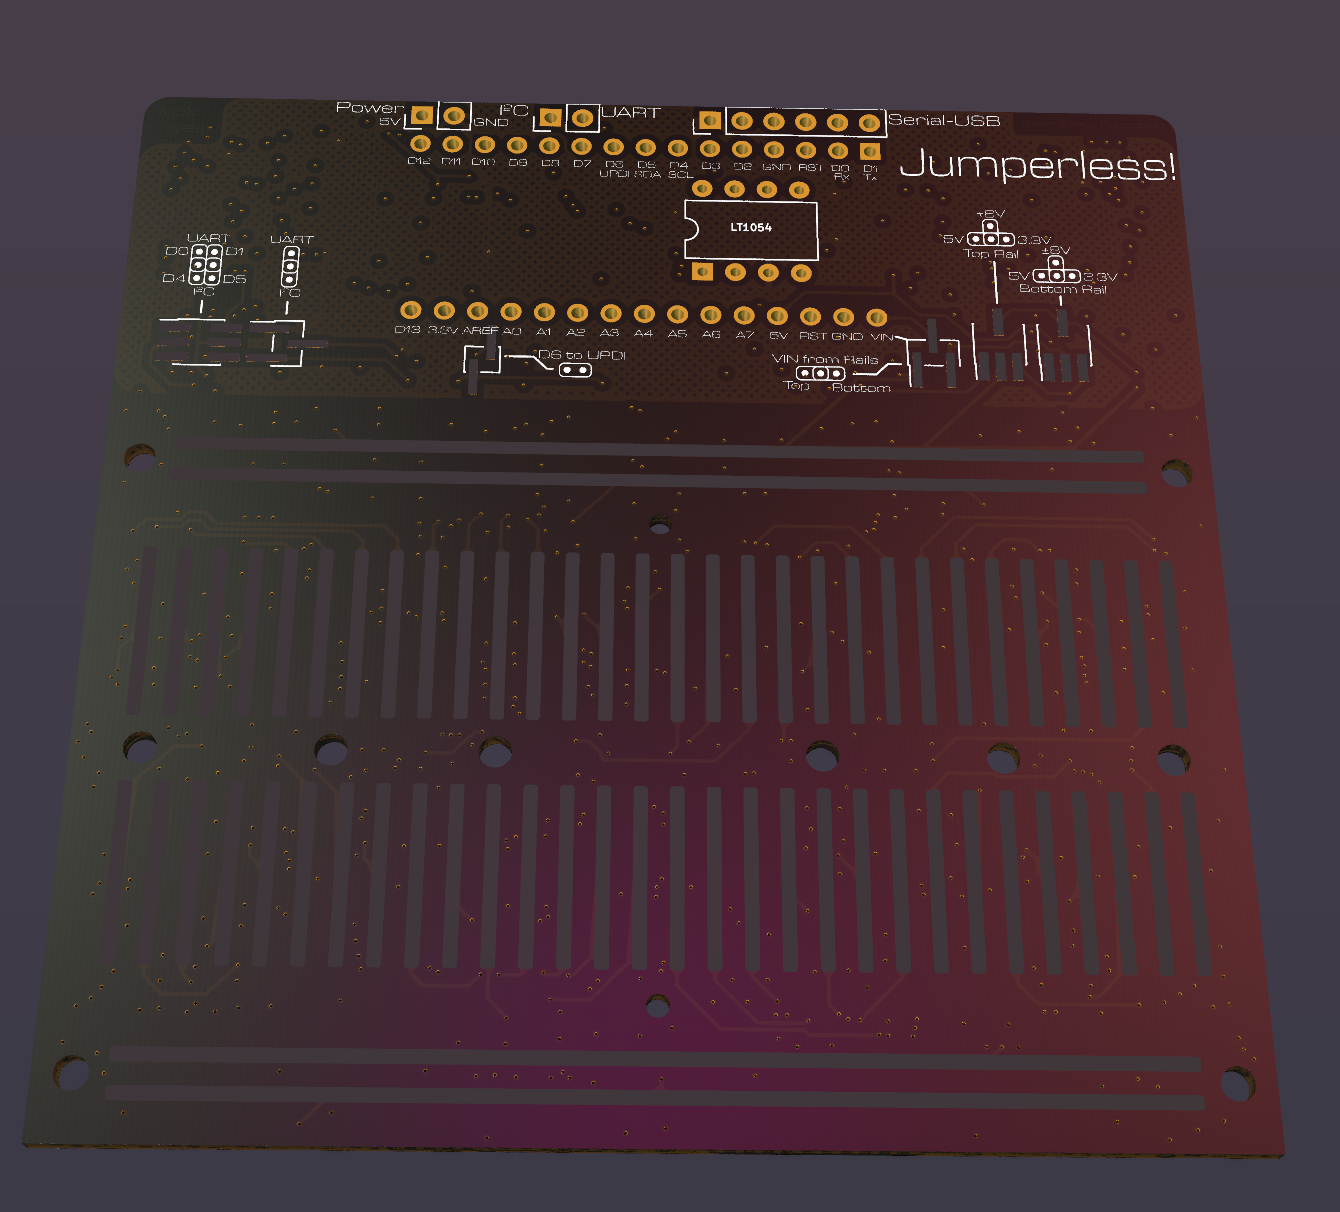 Power I²C UART Serial-USB
5V GND
D12 D11 D10 D9 D8 D7 D6 D5 D4 D3 D2 GND RST D0 D1
UPDI SDA SCL Rx Tx
Jumperless!
LT1054
UART
D0 D1
D4 D5
I²C
UART
I²C
±8V
5V 3.3V
Top Rail
±8V
5V 3.3V
Bottom Rail
D13 3.3V AREF A0 A1 A2 A3 A4 A5 A6 A7 5V RST GND VIN
D6 to UPDI
VIN from Rails
Top Bottom